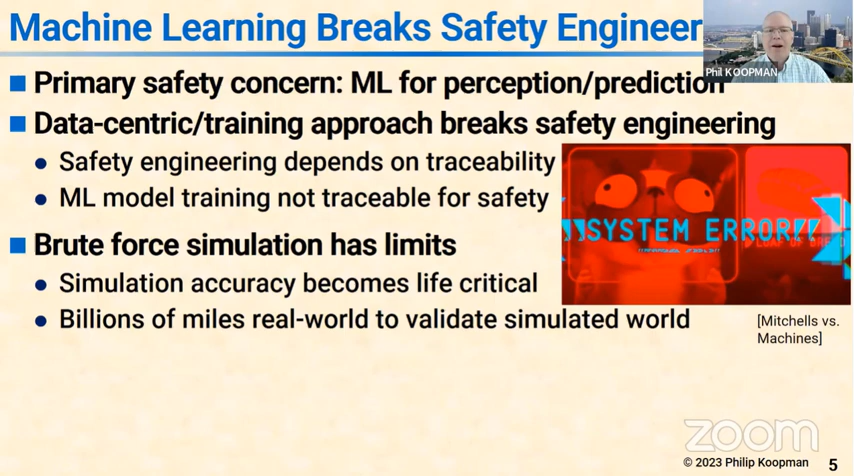 Machine Learning Breaks Safety Engineer
Phil KOOPMAN
Primary safety concern: ML for perception/prediction
Data-centric/training approach breaks safety engineering
Safety engineering depends on traceability
ML model training not traceable for safety
SYSTEM ERROR
LOAF OF BREAD
Brute force simulation has limits
Simulation accuracy becomes life critical
Billions of miles real-world to validate simulated world
[Mitchells vs.
Machines]
zoom
© 2023 Philip Koopman 5